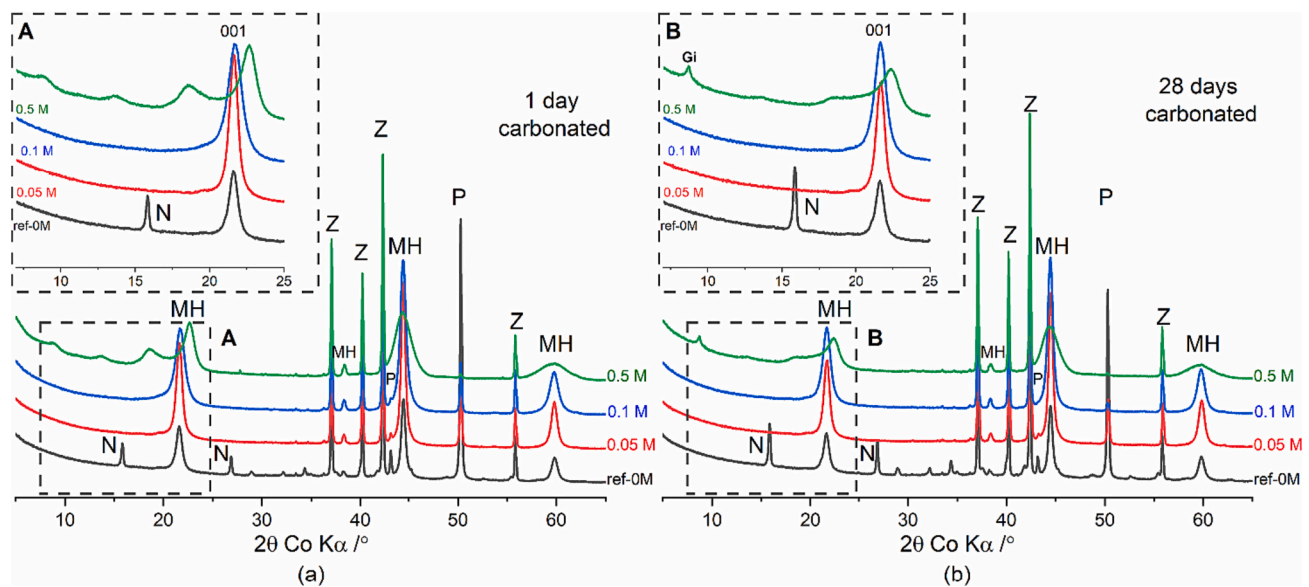 A
001
0.5 M
0.1 M
0.05 M
ref-0M
N
10 15 20 25
1 day
carbonated
Z
Z
Z
P
MH
MH
A
MH
P
Z
MH
0.5 M
0.1 M
0.05 M
N
N
ref-0M
10 20 30 40 50 60
2θ Co Kα /°
(a)
B
Gi
001
0.5 M
0.1 M
0.05 M
ref-0M
N
10 15 20 25
28 days
carbonated
Z
Z
Z
P
MH
MH
B
MH
P
Z
MH
0.5 M
0.1 M
0.05 M
N
N
ref-0M
10 20 30 40 50 60
2θ Co Kα /°
(b)